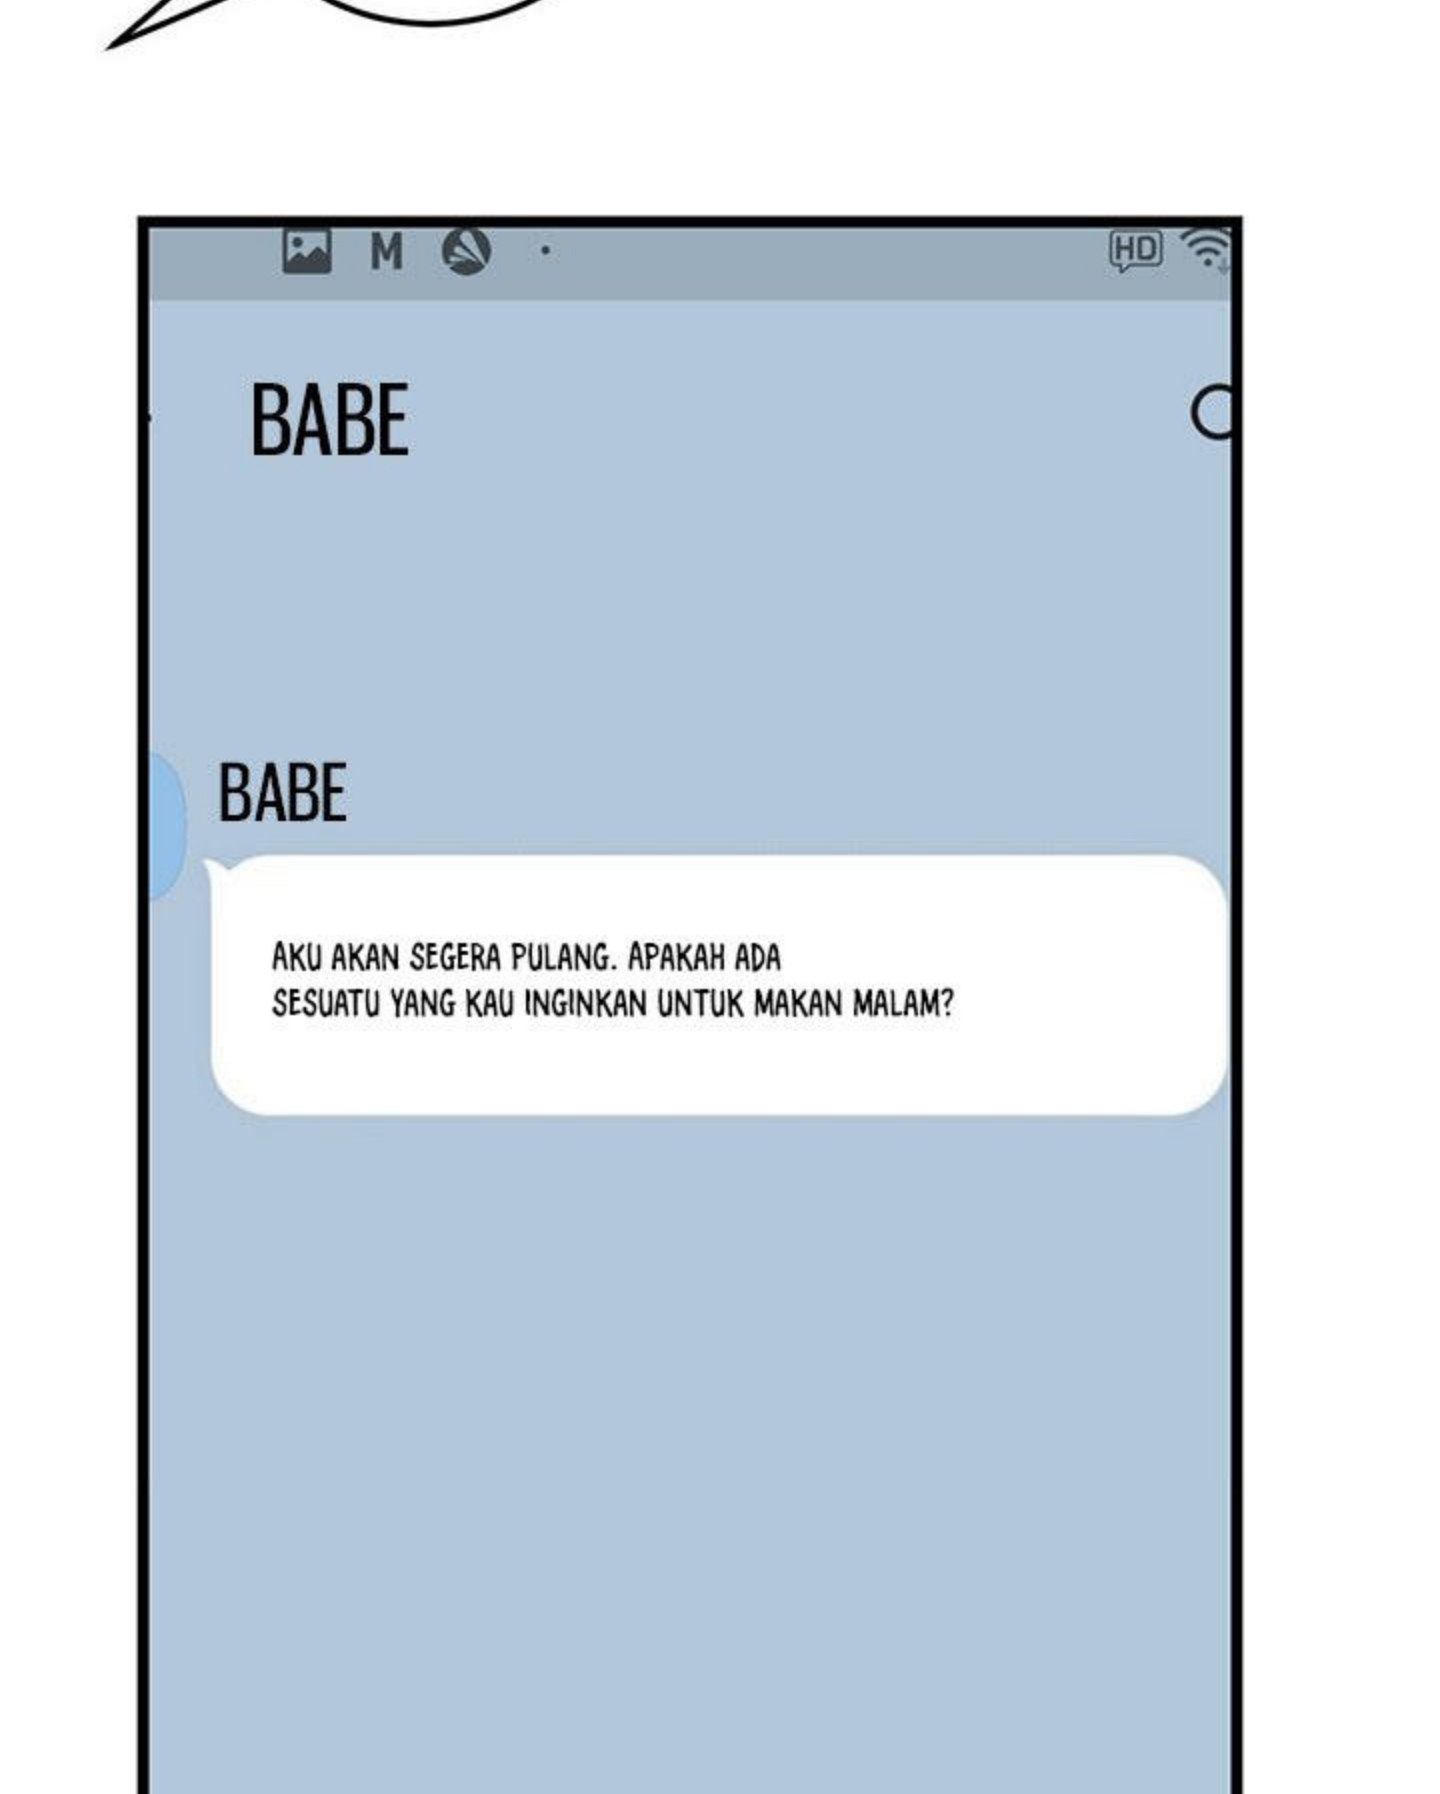 M
HD
BABE
BABE
AKU AKAN SEGERA PULANG. APAKAH ADA
SESUATU YANG KAU INGINKAN UNTUK MAKAN MALAM?